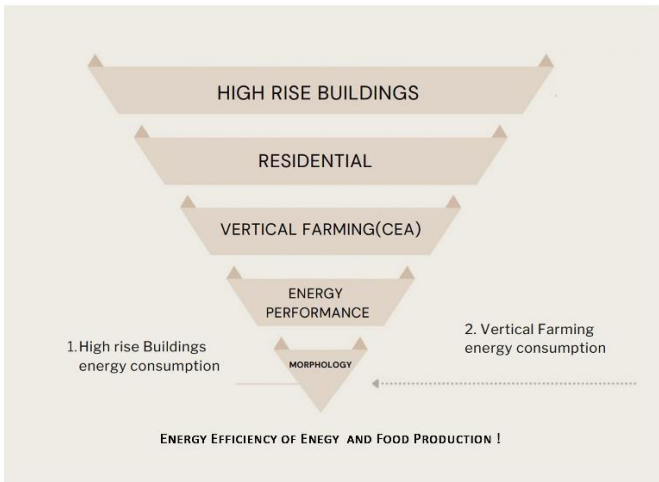 HIGH RISE BUILDINGS
RESIDENTIAL
VERTICAL FARMING(CEA)
ENERGY
PERFORMANCE
1.High rise Buildings
energy consumption
2. Vertical Farming
energy consumption
MORPHOLOGY
ENERGY EFFICIENCY OF ENEGY AND FOOD PRODUCTION !